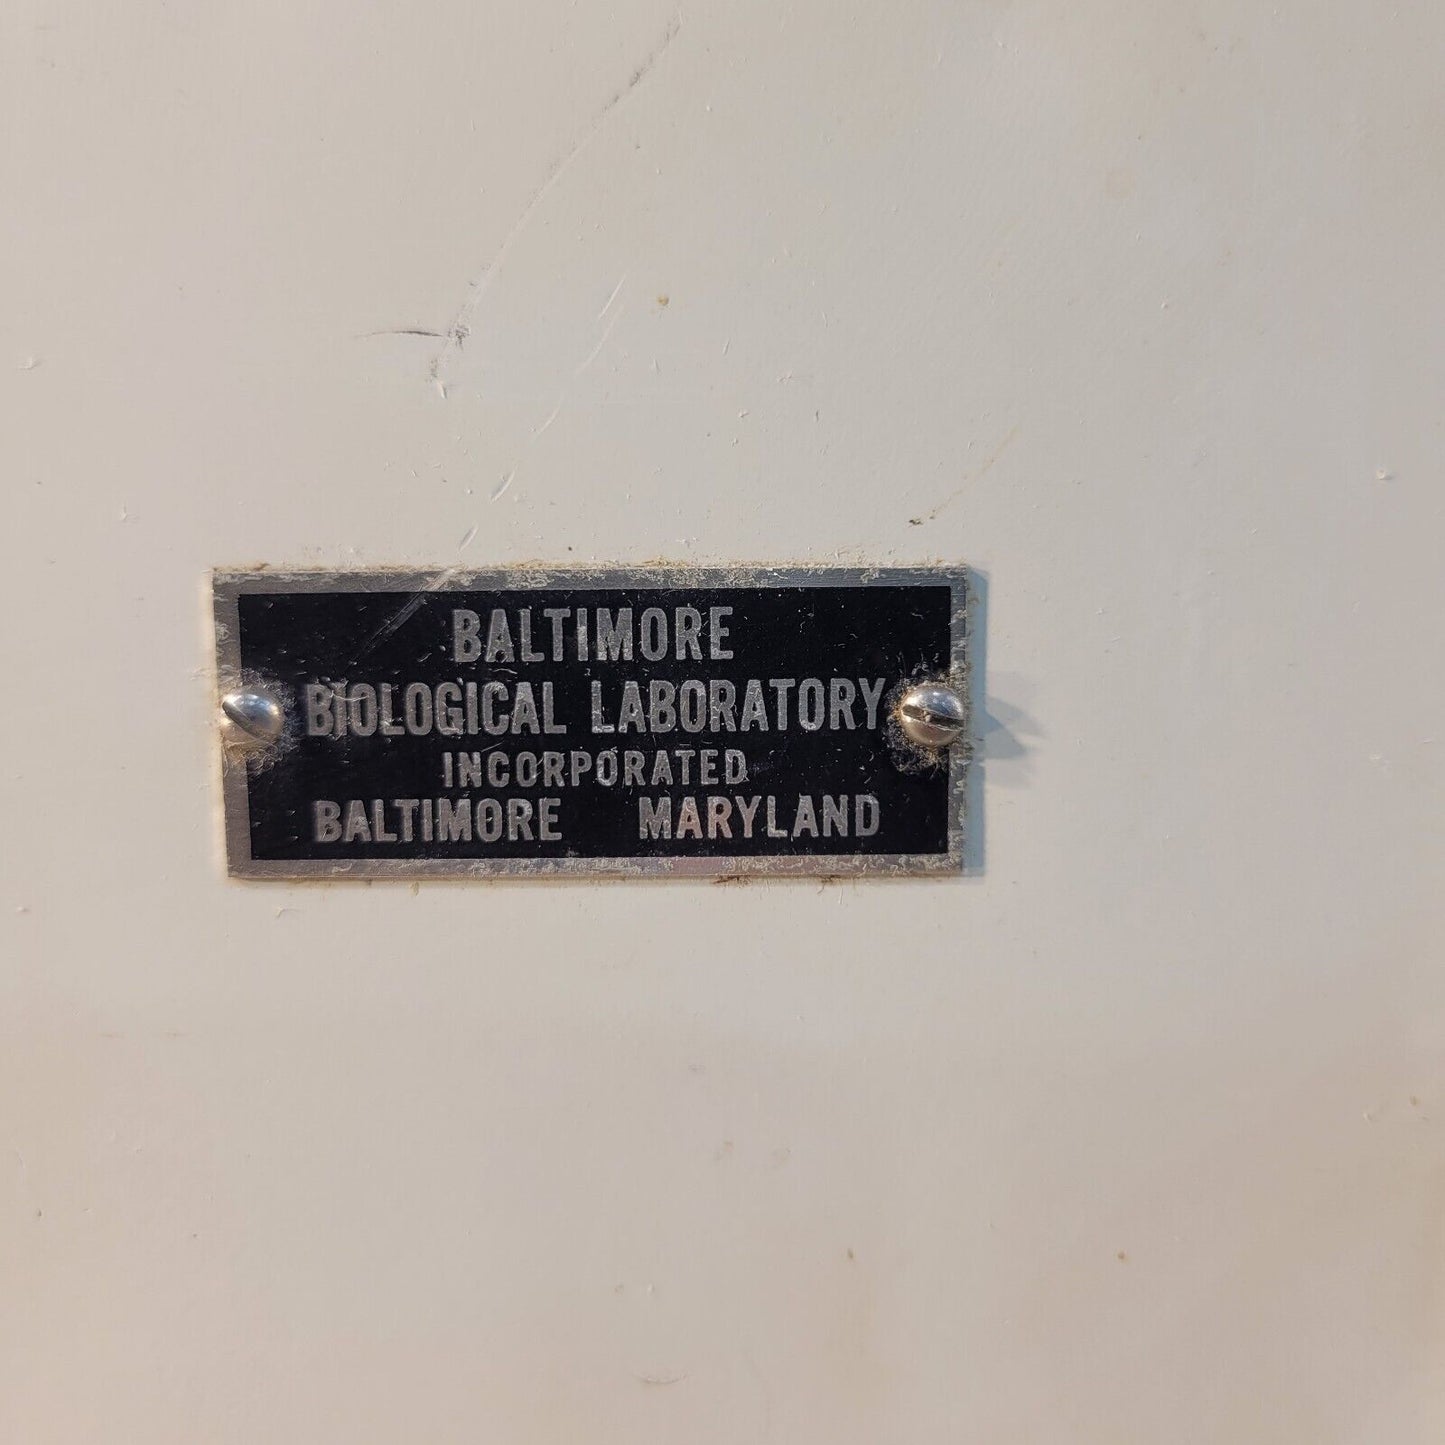 BALTIMORE
BIOLOGICAL LABORATORY
INCORPORATED
BALTIMORE MARYLAND